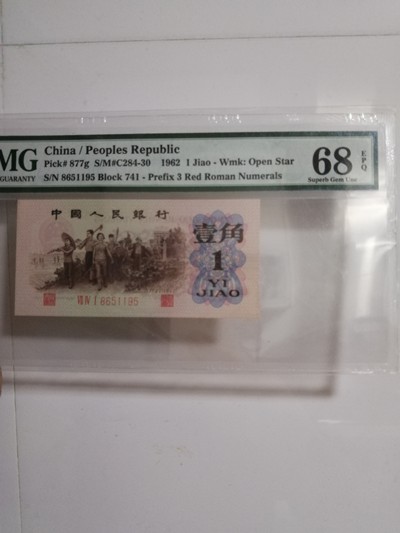 MG
GUARANTY
China / Peoples Republic
Pick# 877g S/M#C284-30 1962 1 Jiao - Wmk: Open Star
S/N 8651195 Block 741 - Prefix 3 Red Roman Numerals
68
EPQ
Superb Gem Unc
中國人民銀行
壹角
1
YI
JIAO
VII IV I 8651195